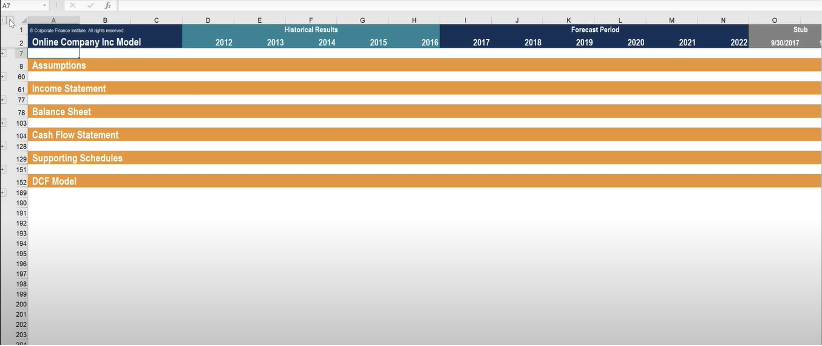 A7
A B C D E F G H I J K L M N O
1 © Corporate Finance Institute. All rights reserved. Historical Results Forecast Period Stub
2 Online Company Inc Model 2012 2013 2014 2015 2016 2017 2018 2019 2020 2021 2022 9/30/2017
7
8 Assumptions
60
61 Income Statement
77
78 Balance Sheet
103
104 Cash Flow Statement
128
129 Supporting Schedules
151
152 DCF Model
189
190
191
192
193
194
195
196
197
198
199
200
201
202
203